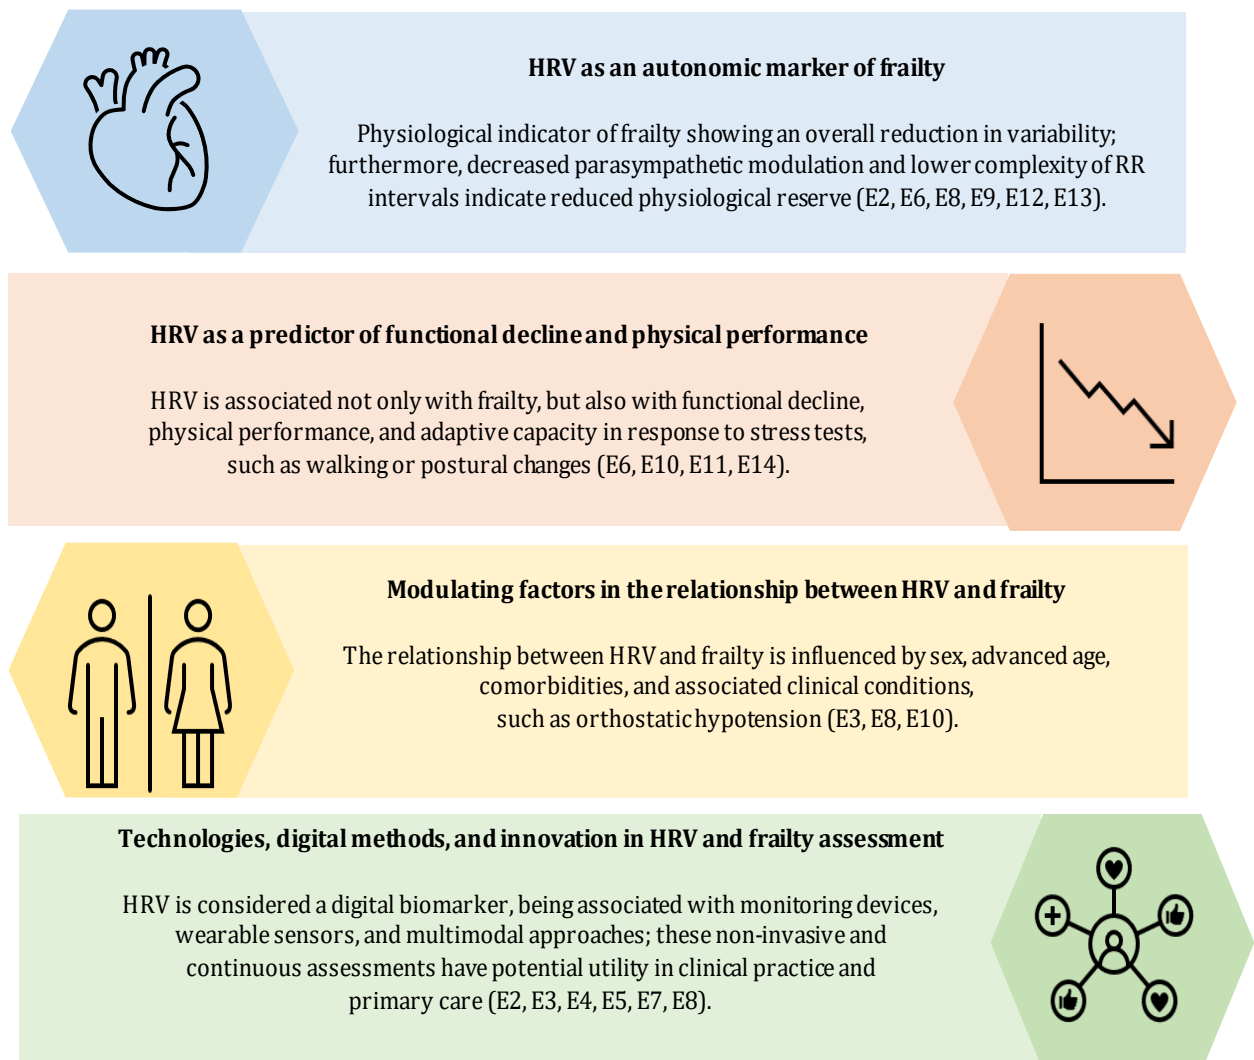 HRV as an autonomic marker of frailty
Physiological indicator of frailty showing an overall reduction in variability;
furthermore, decreased parasympathetic modulation and lower complexity of RR
intervals indicate reduced physiological reserve (E2, E6, E8, E9, E12, E13).
HRV as a predictor of functional decline and physical performance
HRV is associated not only with frailty, but also with functional decline,
physical performance, and adaptive capacity in response to stress tests,
such as walking or postural changes (E6, E10, E11, E14).
Modulating factors in the relationship between HRV and frailty
The relationship between HRV and frailty is influenced by sex, advanced age,
comorbidities, and associated clinical conditions,
such as orthostatic hypotension (E3, E8, E10).
Technologies, digital methods, and innovation in HRV and frailty assessment
HRV is considered a digital biomarker, being associated with monitoring devices,
wearable sensors, and multimodal approaches; these non-invasive and
continuous assessments have potential utility in clinical practice and
primary care (E2, E3, E4, E5, E7, E8).